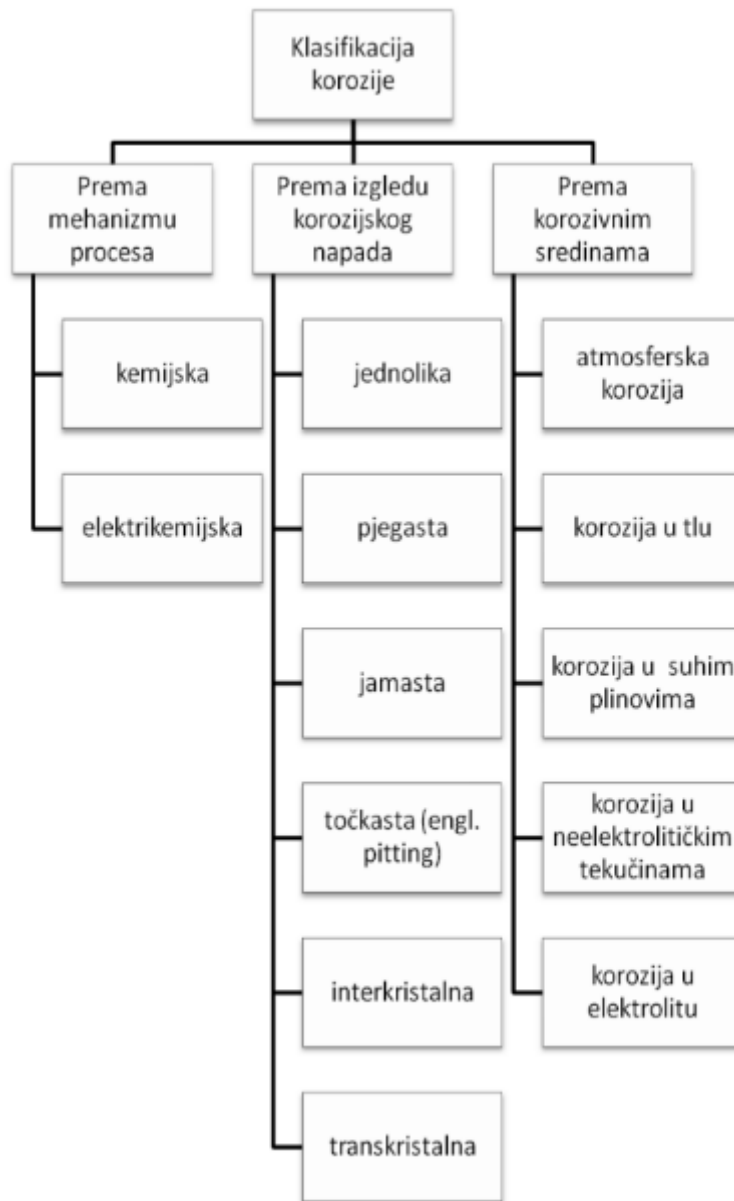 Klasifikacija
korozije
Prema
mehanizmu
procesa
kemijska
elektrikemijska
Prema izgledu
korozijskog
napada
jednolika
pjegasta
jamasta
točkasta (engl.
pitting)
interkristalna
transkristalna
Prema
korozivnim
sredinama
atmosferska
korozija
korozija u tlu
korozija u suhim
plinovima
korozija u
neelektrolitičkim
tekučinama
korozija u
elektrolitu